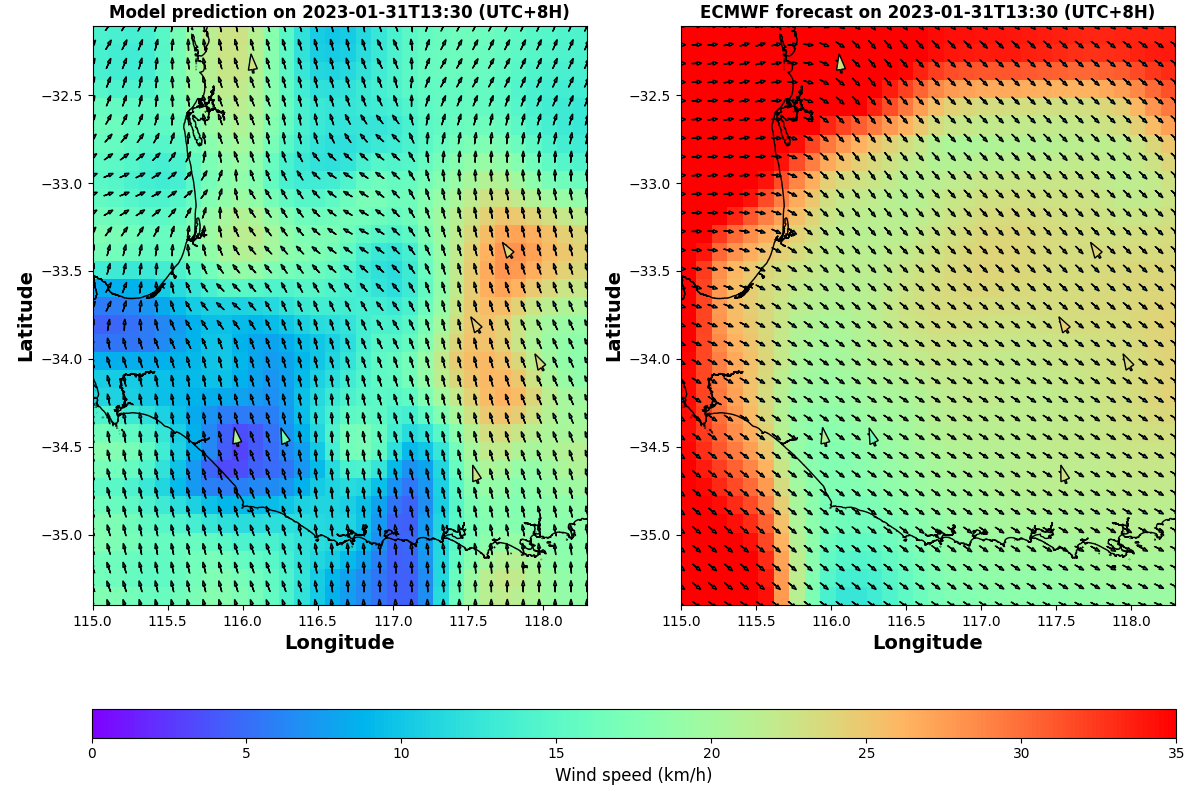 Model prediction on 2023-01-31T13:30 (UTC+8H)
ECMWF forecast on 2023-01-31T13:30 (UTC+8H)
Latitude
−32.5
−33.0
−33.5
−34.0
−34.5
−35.0
115.0 115.5 116.0 116.5 117.0 117.5 118.0
Longitude
Latitude
−32.5
−33.0
−33.5
−34.0
−34.5
−35.0
115.0 115.5 116.0 116.5 117.0 117.5 118.0
Longitude
0 5 10 15 20 25 30 35
Wind speed (km/h)